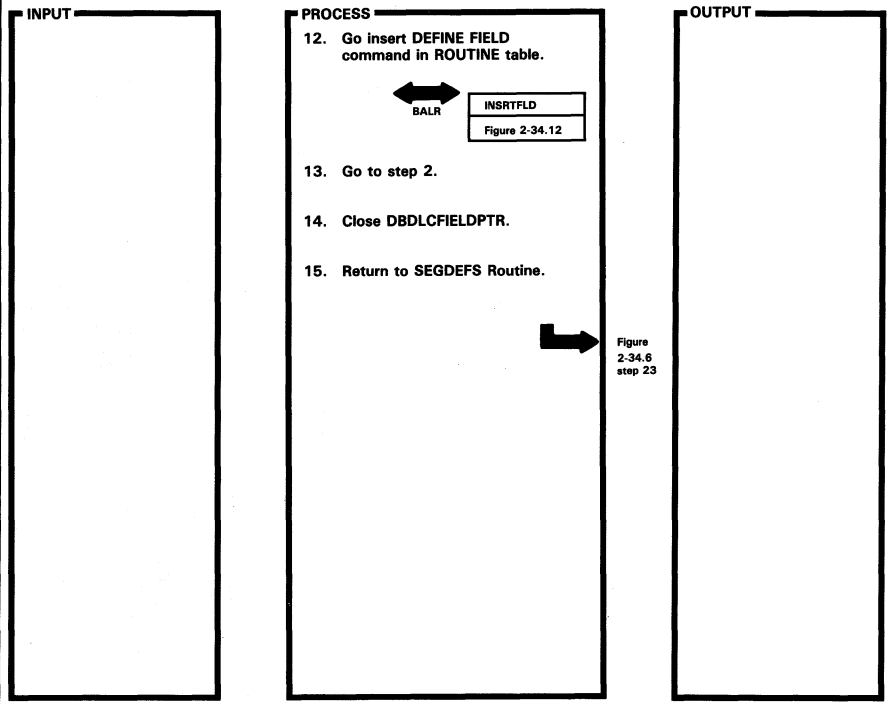 INPUT
PROCESS
OUTPUT
12. Go insert DEFINE FIELD
command in ROUTINE table.
BALR
INSRTFLD
Figure 2-34.12
13. Go to step 2.
14. Close DBDLCFIELDPTR.
15. Return to SEGDEFS Routine.
Figure
2-34.6
step 23